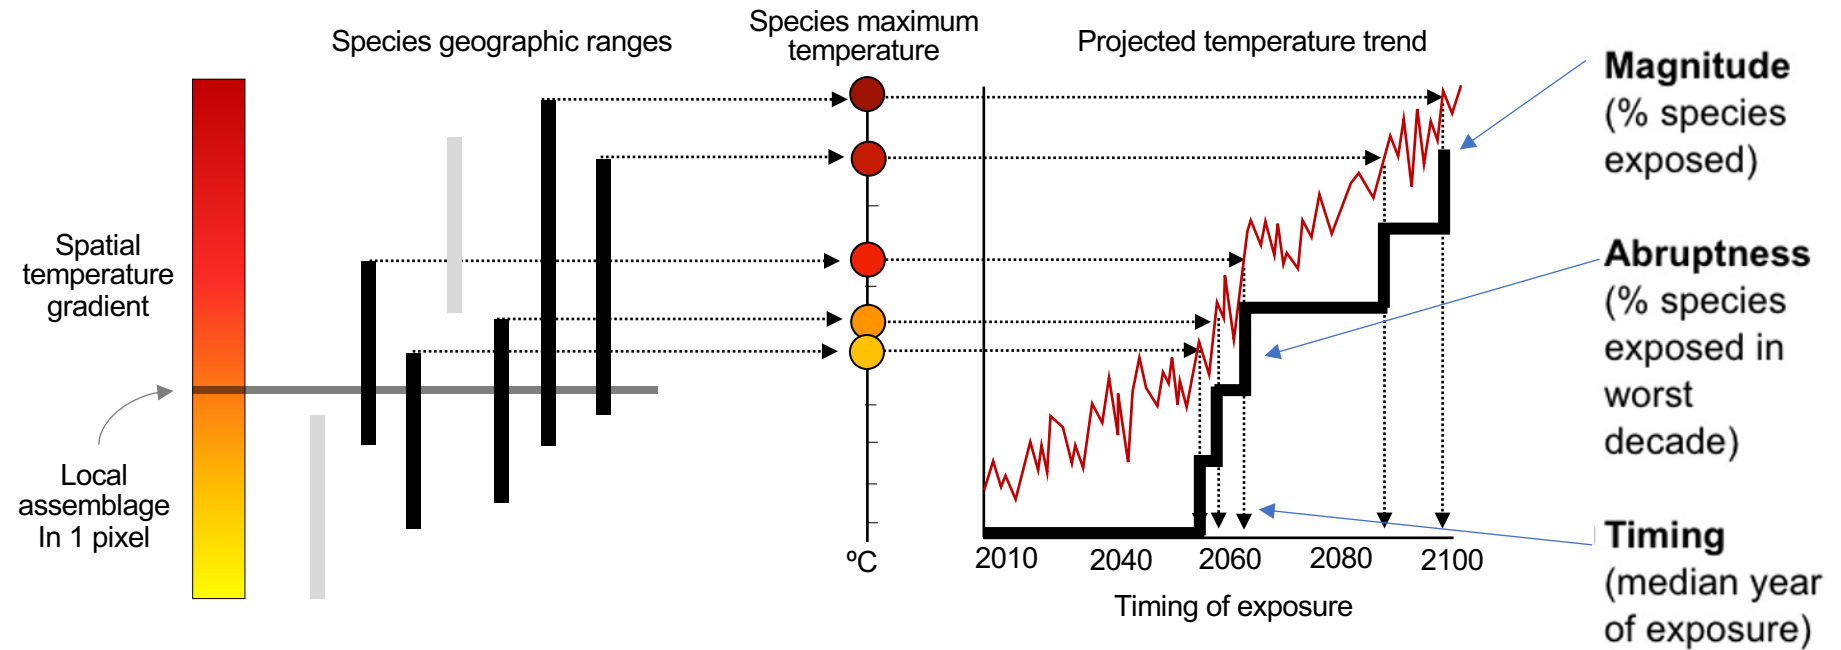 Species geographic ranges
Species maximum
temperature
Projected temperature trend
Magnitude
(% species
exposed)
Abruptness
(% species
exposed in
worst
decade)
Timing
(median year
of exposure)
Spatial
temperature
gradient
Local
assemblage
In 1 pixel
ºC
2010 2040 2060 2080 2100
Timing of exposure